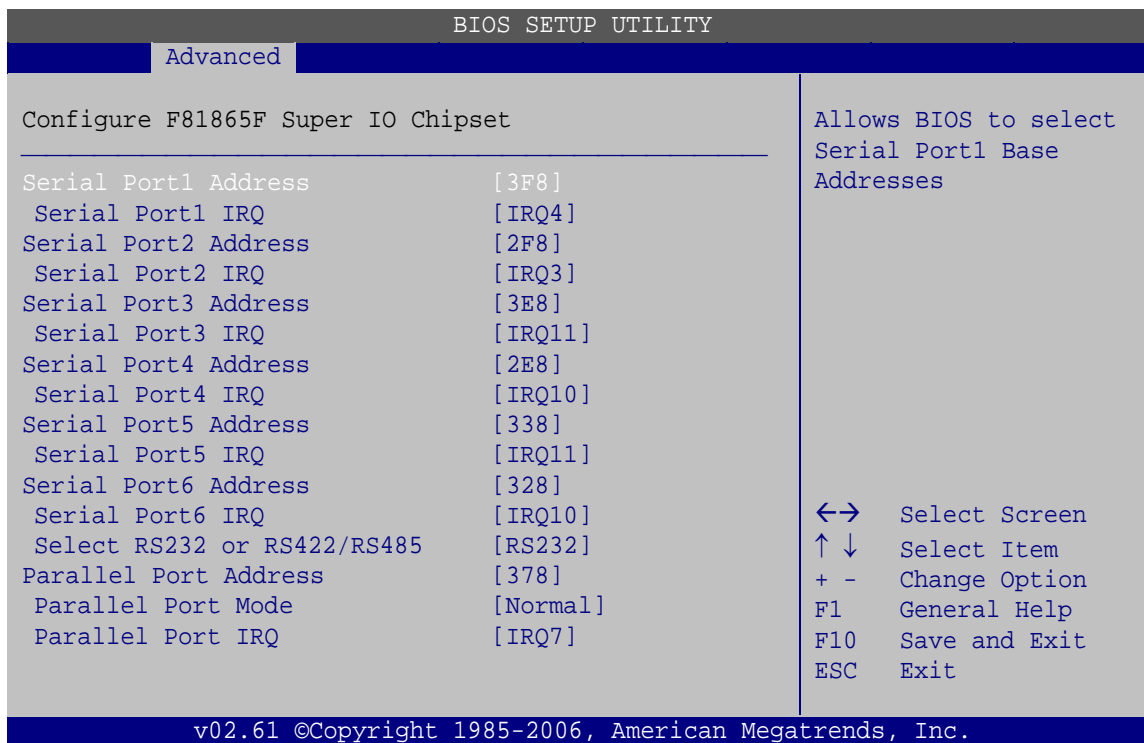 BIOS SETUP UTILITY
Advanced
Configure F81865F Super IO Chipset
Serial Port1 Address [3F8]
Serial Port1 IRQ [IRQ4]
Serial Port2 Address [2F8]
Serial Port2 IRQ [IRQ3]
Serial Port3 Address [3E8]
Serial Port3 IRQ [IRQ11]
Serial Port4 Address [2E8]
Serial Port4 IRQ [IRQ10]
Serial Port5 Address [338]
Serial Port5 IRQ [IRQ11]
Serial Port6 Address [328]
Serial Port6 IRQ [IRQ10]
Select RS232 or RS422/RS485 [RS232]
Parallel Port Address [378]
Parallel Port Mode [Normal]
Parallel Port IRQ [IRQ7]
Allows BIOS to select
Serial Port1 Base
Addresses
←→ Select Screen
↑↓ Select Item
+ - Change Option
F1 General Help
F10 Save and Exit
ESC Exit
v02.61 ©Copyright 1985-2006, American Megatrends, Inc.